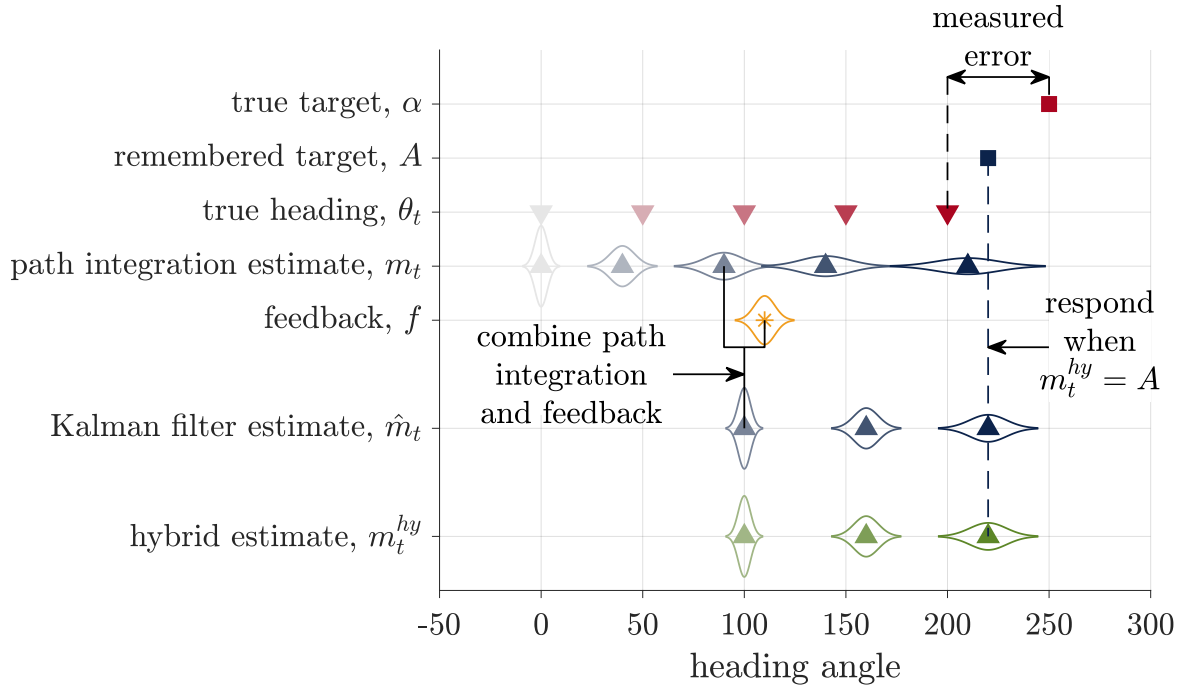 measured
error
true target, α
remembered target, A
true heading, θ_t
path integration estimate, m_t
feedback, f
respond
when
m_t^{hy} = A
combine path
integration
and feedback
Kalman filter estimate, m̂_t
hybrid estimate, m_t^{hy}
-50 0 50 100 150 200 250 300
heading angle